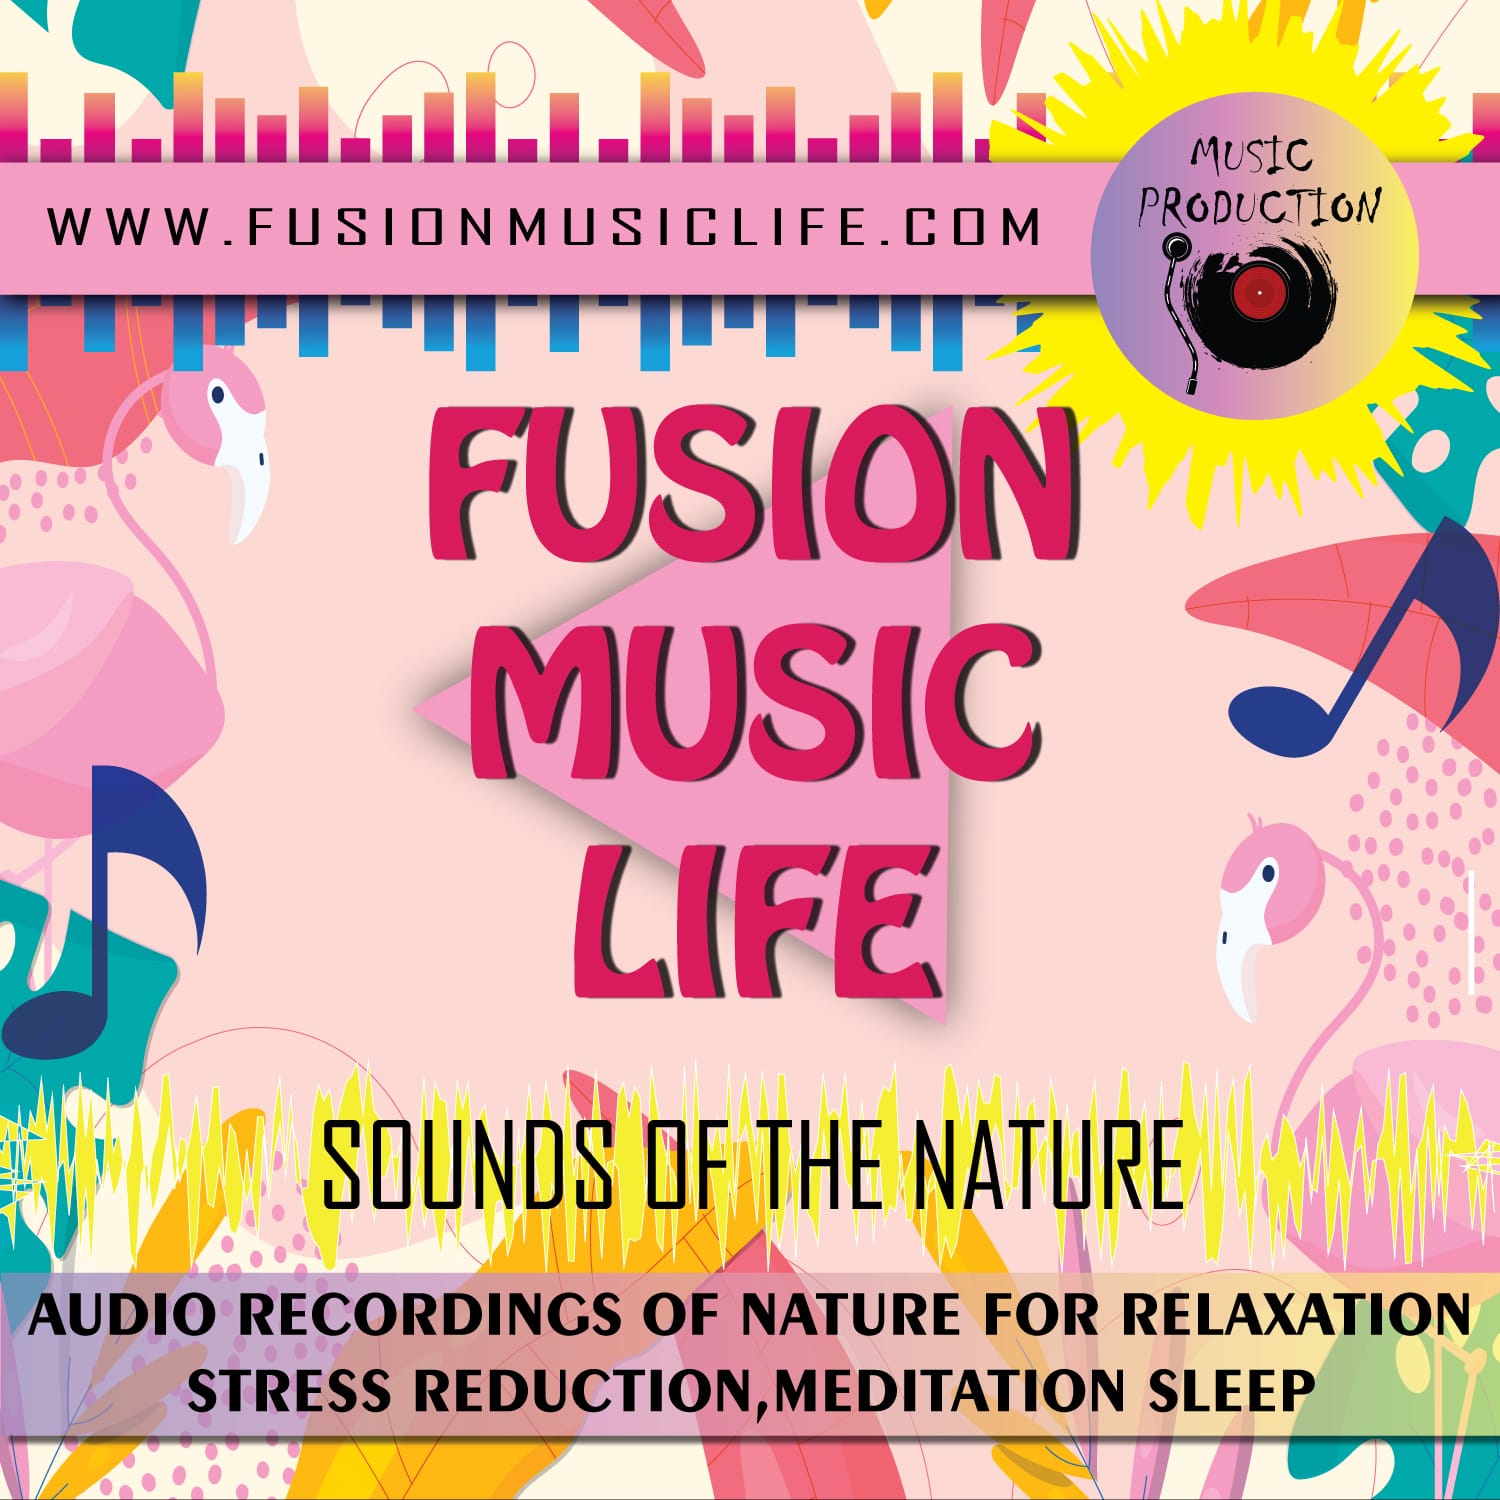 MUSIC
PRODUCTION
WWW.FUSIONMUSICLIFE.COM
FUSION
MUSIC
LIFE
SOUNDS OF THE NATURE
AUDIO RECORDINGS OF NATURE FOR RELAXATION
STRESS REDUCTION,MEDITATION SLEEP